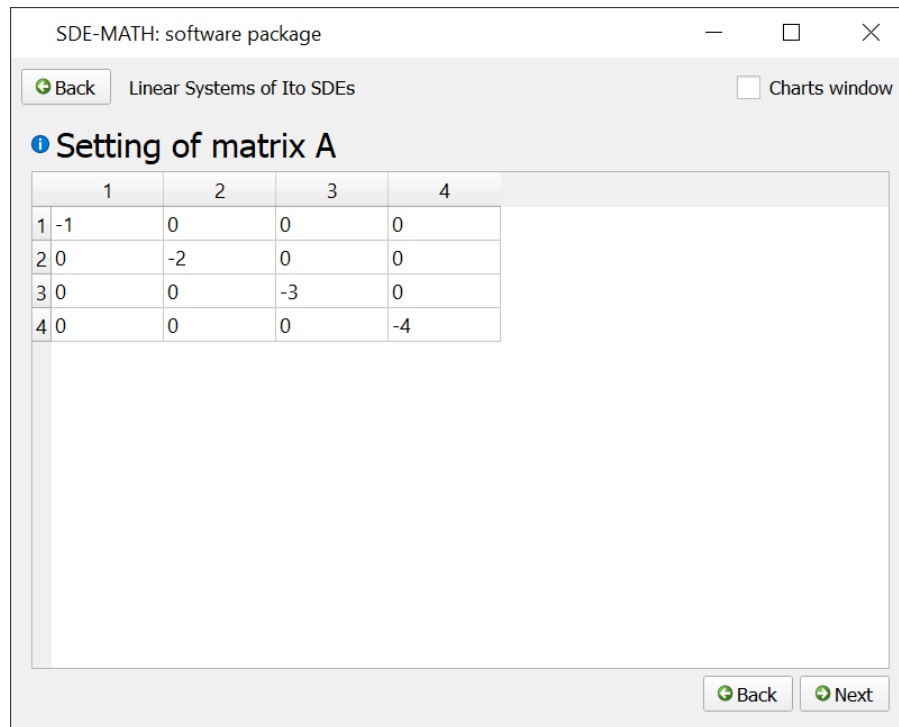 SDE-MATH: software package
Back Linear Systems of Ito SDEs Charts window
Setting of matrix A
1 2 3 4
1 -1 0 0 0
2 0 -2 0 0
3 0 0 -3 0
4 0 0 0 -4
Back Next